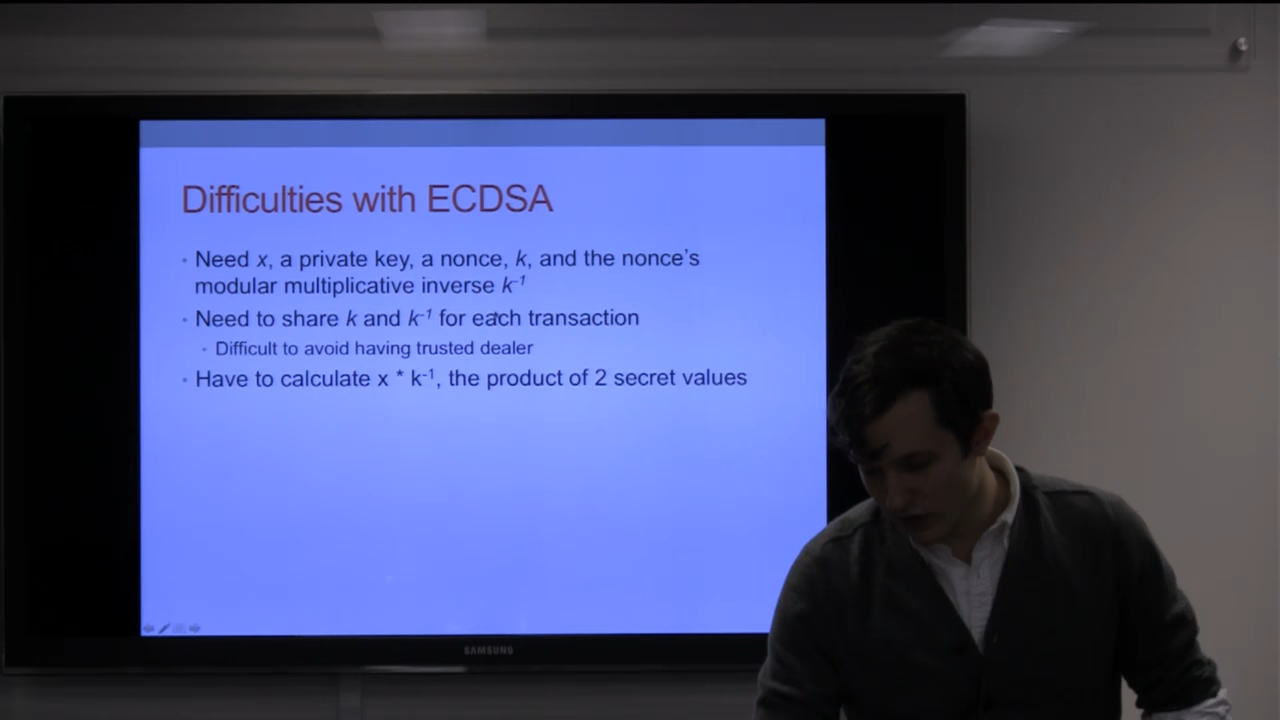 Difficulties with ECDSA
• Need x, a private key, a nonce, k, and the nonce's
modular multiplicative inverse k⁻¹
• Need to share k and k⁻¹ for each transaction
• Difficult to avoid having trusted dealer
• Have to calculate x * k⁻¹, the product of 2 secret values
SAMSUNG